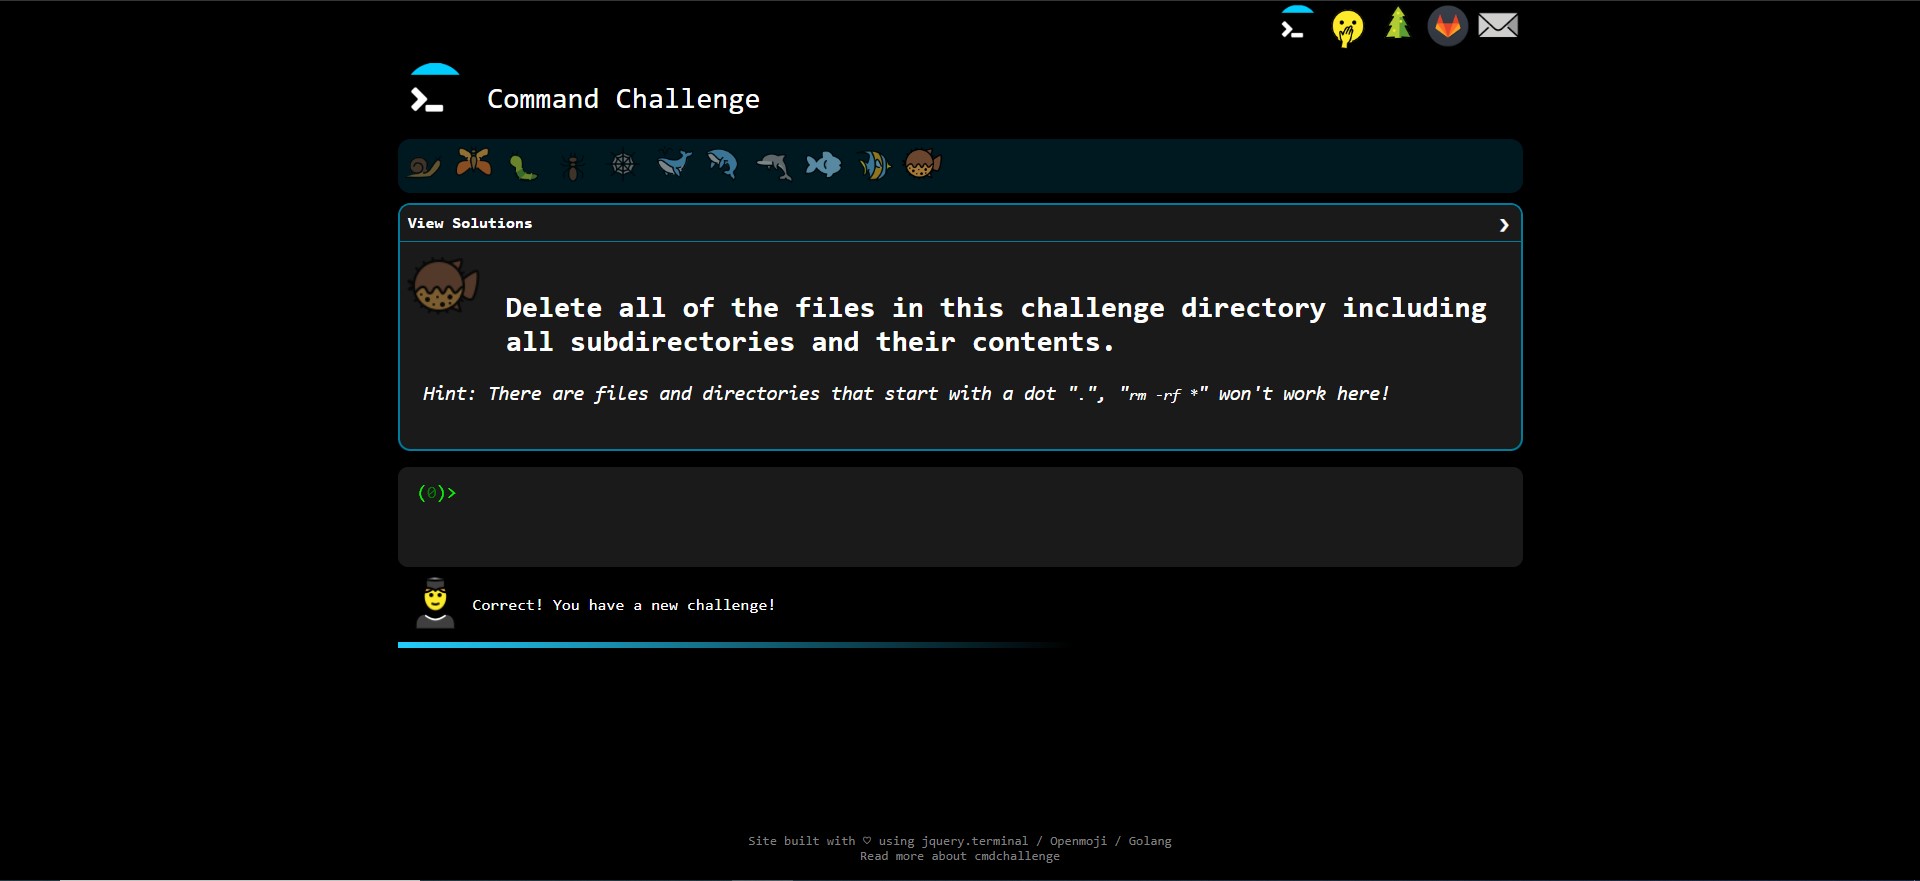 Command Challenge
View Solutions
Delete all of the files in this challenge directory including
all subdirectories and their contents.
Hint: There are files and directories that start with a dot ".", "rm -rf *" won't work here!
(0)>
Correct! You have a new challenge!
Site built with ♡ using jquery.terminal / Openmoji / Golang
Read more about cmdchallenge